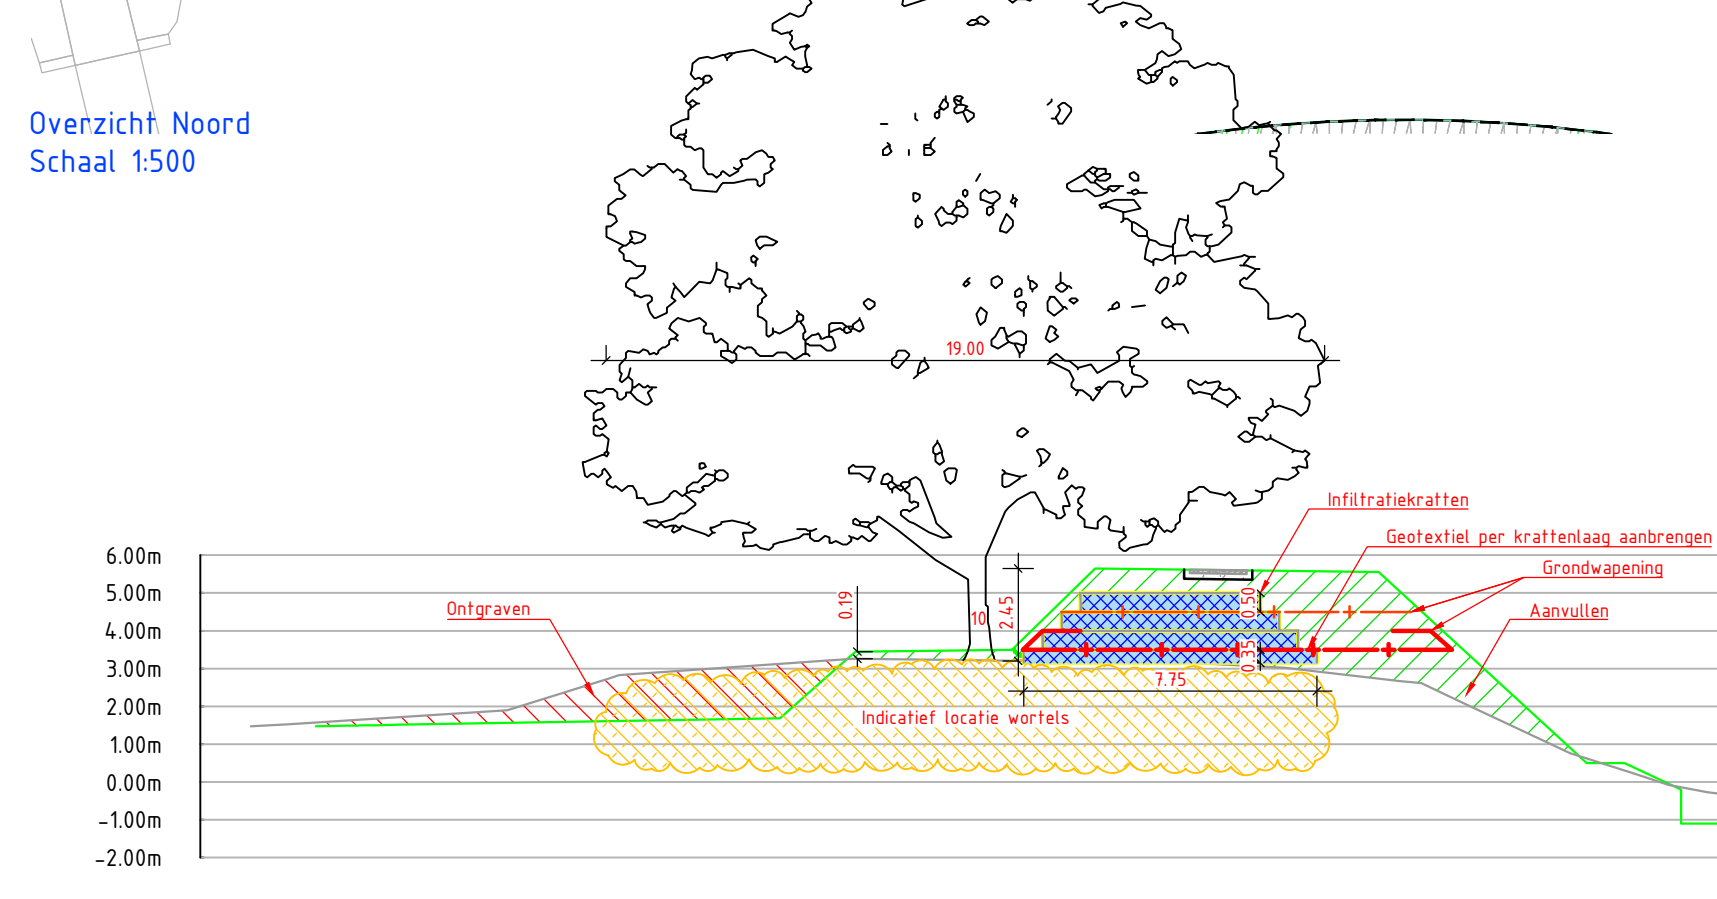 Overzicht Noord
Schaal 1:500
19.00
Infiltratiekratten
Geotextiel per krattenlaag aanbrengen
Grondwapening
Aanvullen
Ontgraven
0.19
10
2.45
0.50
0.35
7.75
Indicatief locatie wortels
6.00m
5.00m
4.00m
3.00m
2.00m
1.00m
0.00m
-1.00m
-2.00m